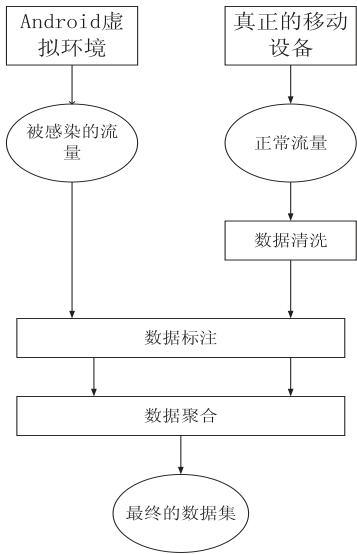 Android虚
拟环境
真正的移动
设备
被感染的流
量
正常流量
数据清洗
数据标注
数据聚合
最终的数据集